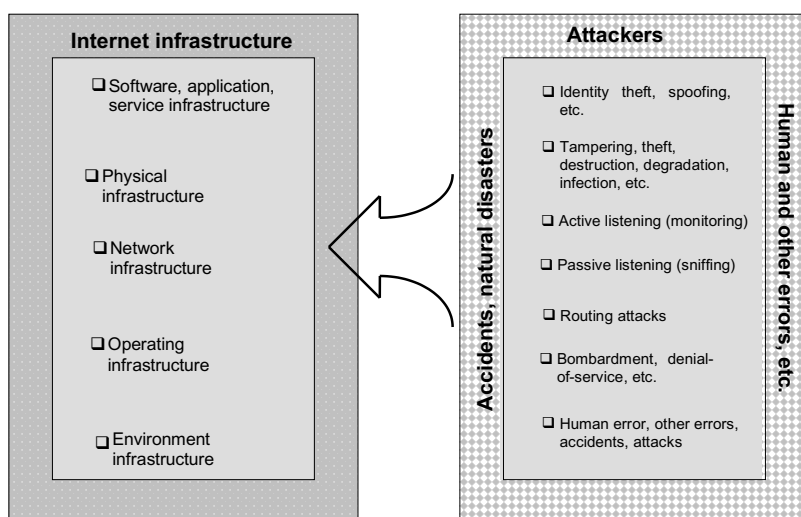 Internet infrastructure
❑ Software, application,
service infrastructure
❑ Physical
infrastructure
❑ Network
infrastructure
❑ Operating
infrastructure
❑ Environment
infrastructure
Attackers
Accidents, natural disasters
❑ Identity theft, spoofing,
etc.
❑ Tampering, theft,
destruction, degradation,
infection, etc.
❑ Active listening (monitoring)
❑ Passive listening (sniffing)
❑ Routing attacks
❑ Bombardment, denial-
of-service, etc.
❑ Human error, other errors,
accidents, attacks
Human and other errors, etc.